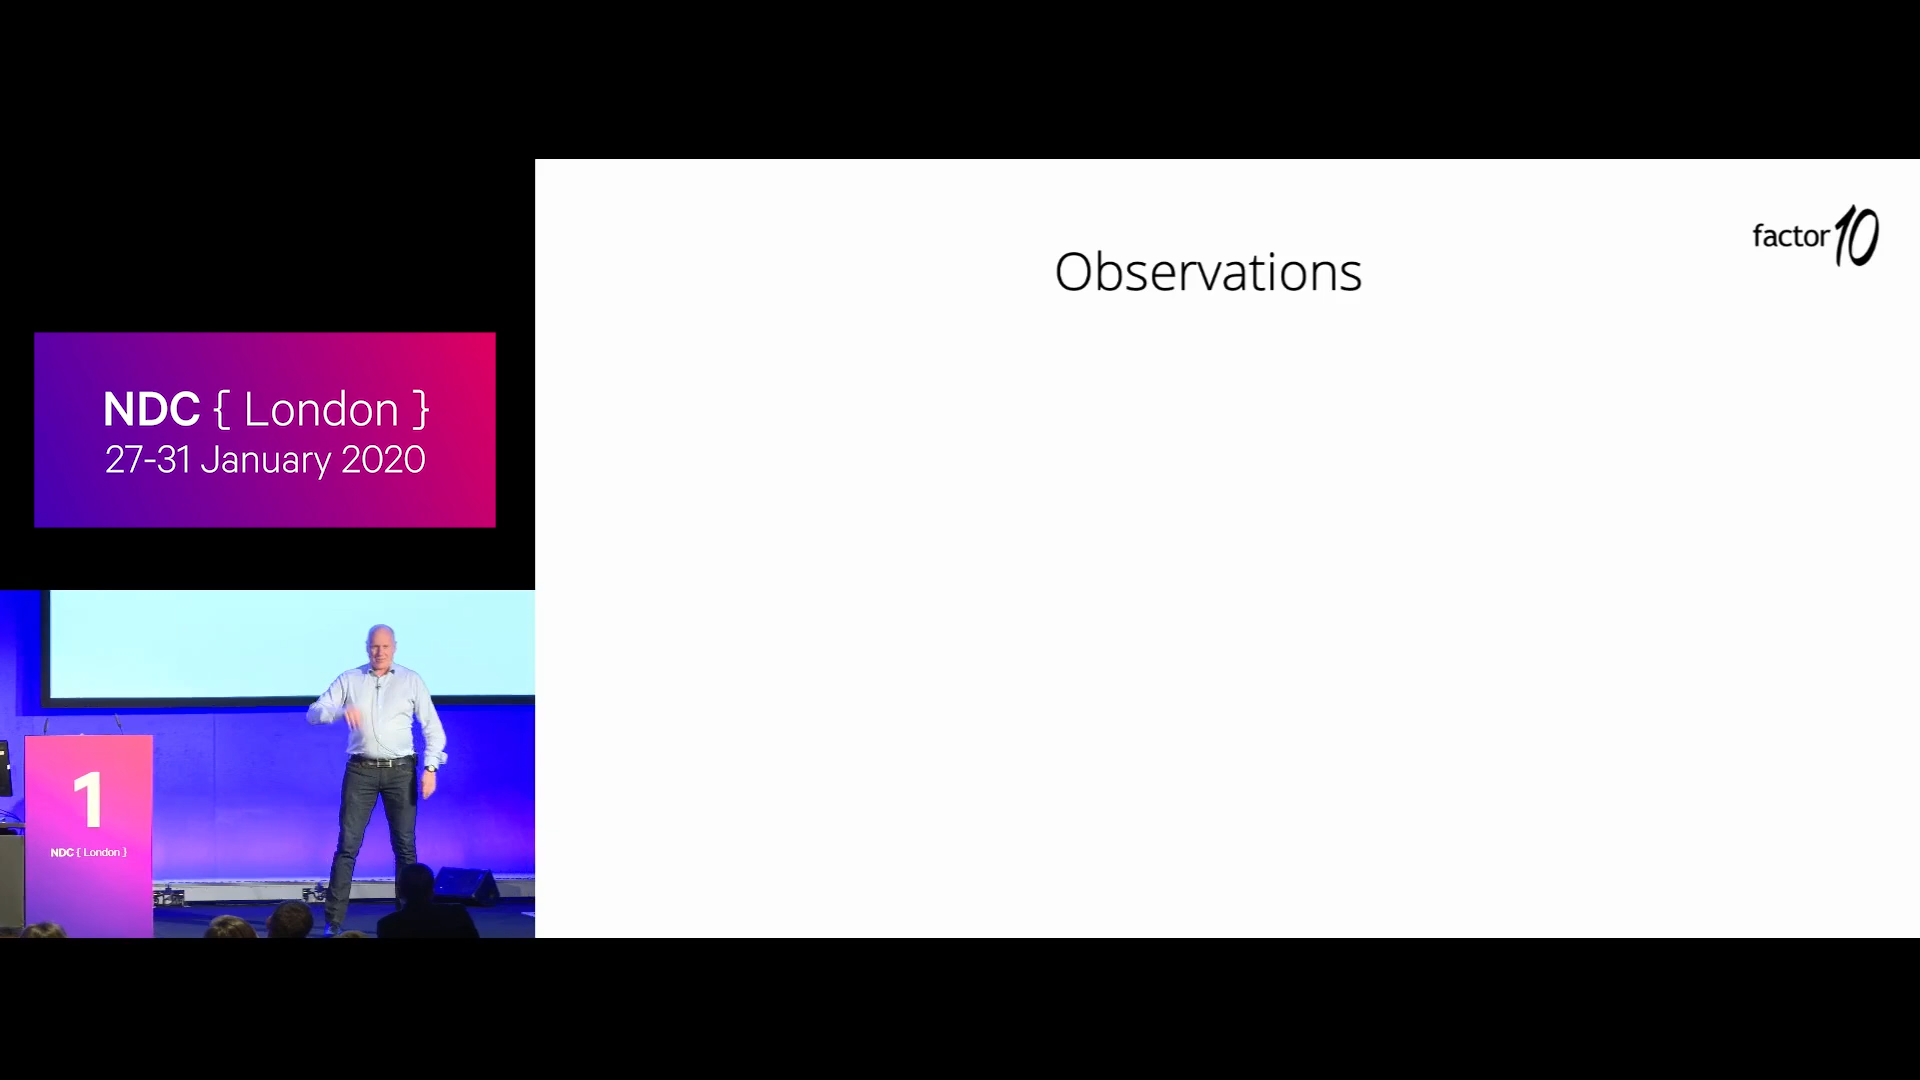 NDC { London }
27-31 January 2020
1
NDC { London }
factor10
Observations